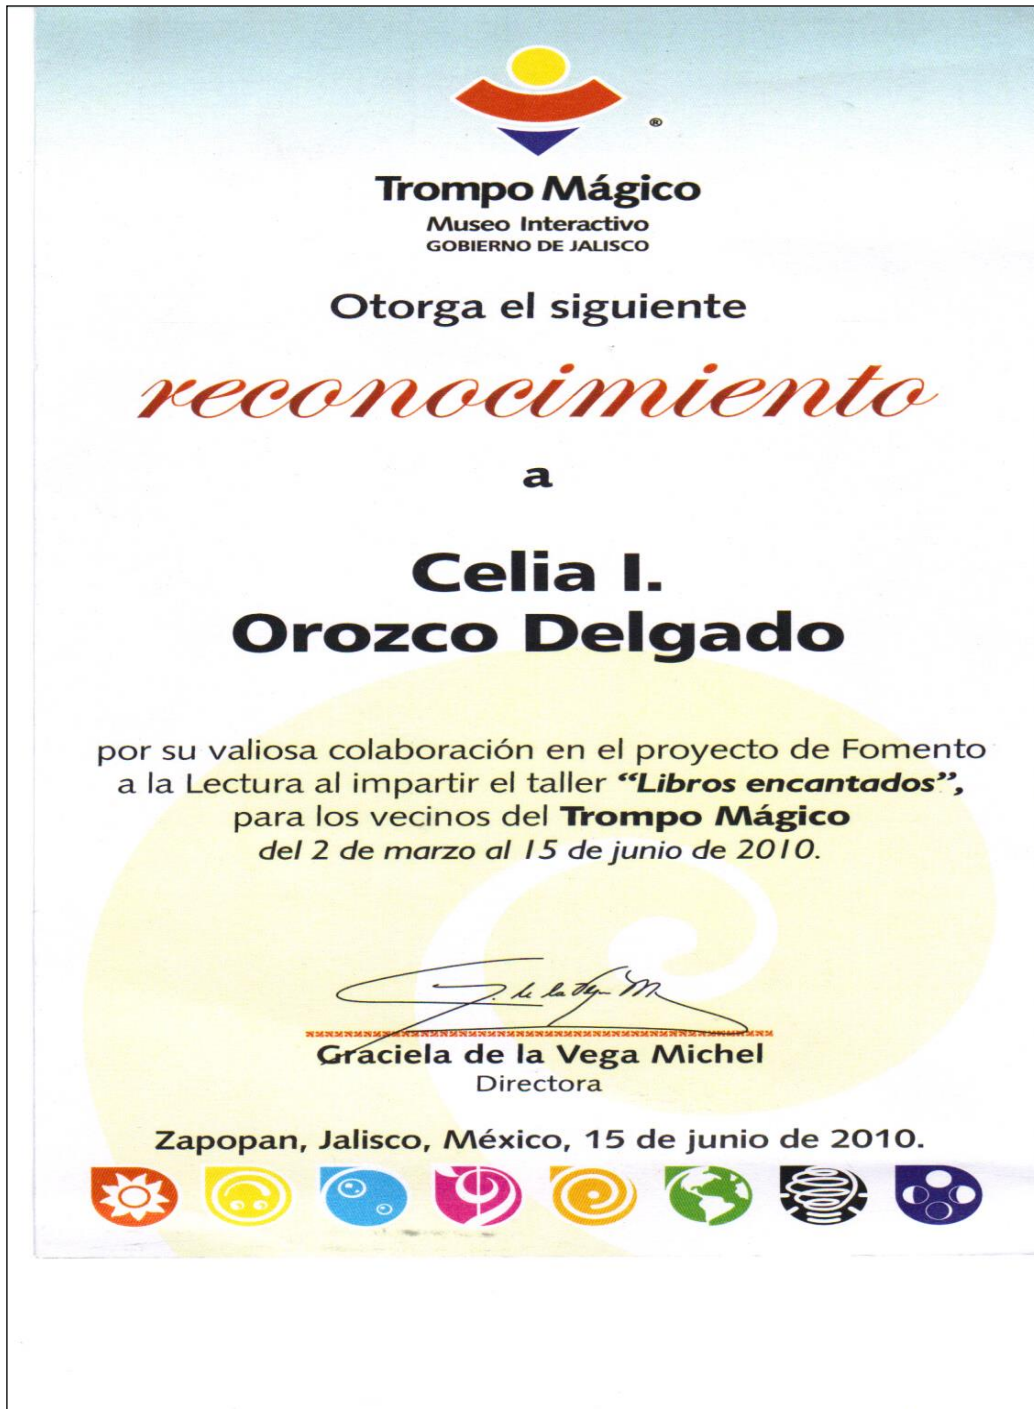 ®
Trompo Mágico
Museo Interactivo
GOBIERNO DE JALISCO
Otorga el siguiente
reconocimiento
a
Celia I.
Orozco Delgado
por su valiosa colaboración en el proyecto de Fomento
a la Lectura al impartir el taller “Libros encantados”,
para los vecinos del Trompo Mágico
del 2 de marzo al 15 de junio de 2010.
G. de la Vega M
Graciela de la Vega Michel
Directora
Zapopan, Jalisco, México, 15 de junio de 2010.